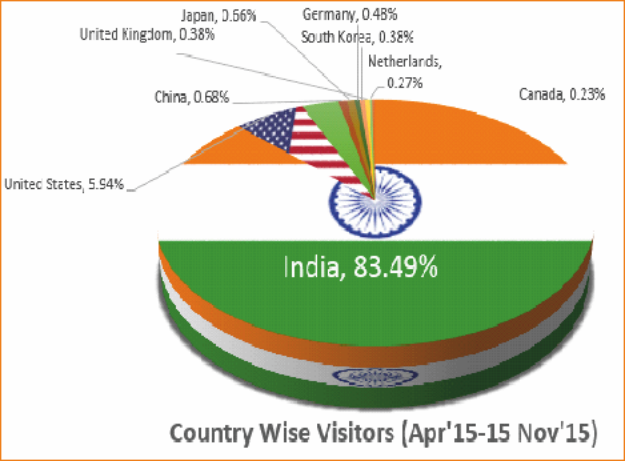 Japan, 0.66%
Germany, 0.48%
United Kingdom, 0.38%
South Korea, 0.38%
Netherlands,
0.27%
China, 0.68%
Canada, 0.23%
United States, 5.94%
India, 83.49%
Country Wise Visitors (Apr'15-15 Nov'15)